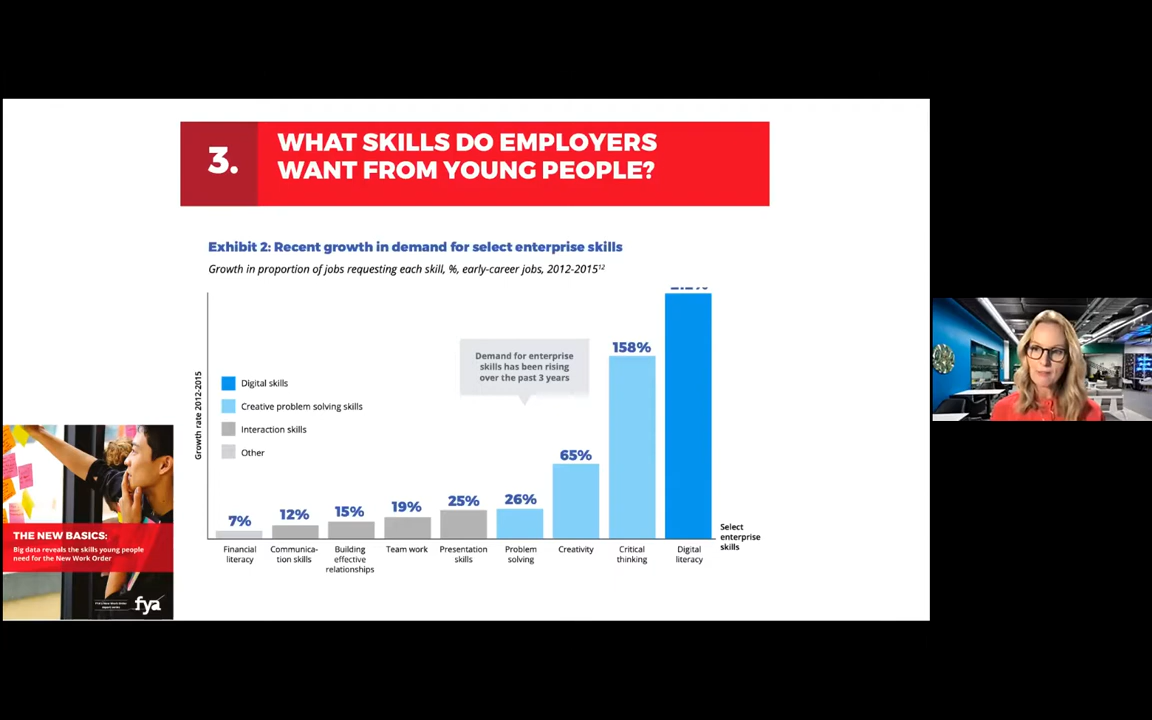 3.
WHAT SKILLS DO EMPLOYERS
WANT FROM YOUNG PEOPLE?
Exhibit 2: Recent growth in demand for select enterprise skills
Growth in proportion of jobs requesting each skill, %, early-career jobs, 2012-2015¹²
Growth rate 2012-2015
Digital skills
Creative problem solving skills
Interaction skills
Other
Demand for enterprise
skills has been rising
over the past 3 years
7%
12%
15%
19%
25%
26%
65%
158%
Financial
literacy
Communica-
tion skills
Building
effective
relationships
Team work
Presentation
skills
Problem
solving
Creativity
Critical
thinking
Digital
literacy
Select
enterprise
skills
THE NEW BASICS:
Big data reveals the skills young people
need for the New Work Order
fya